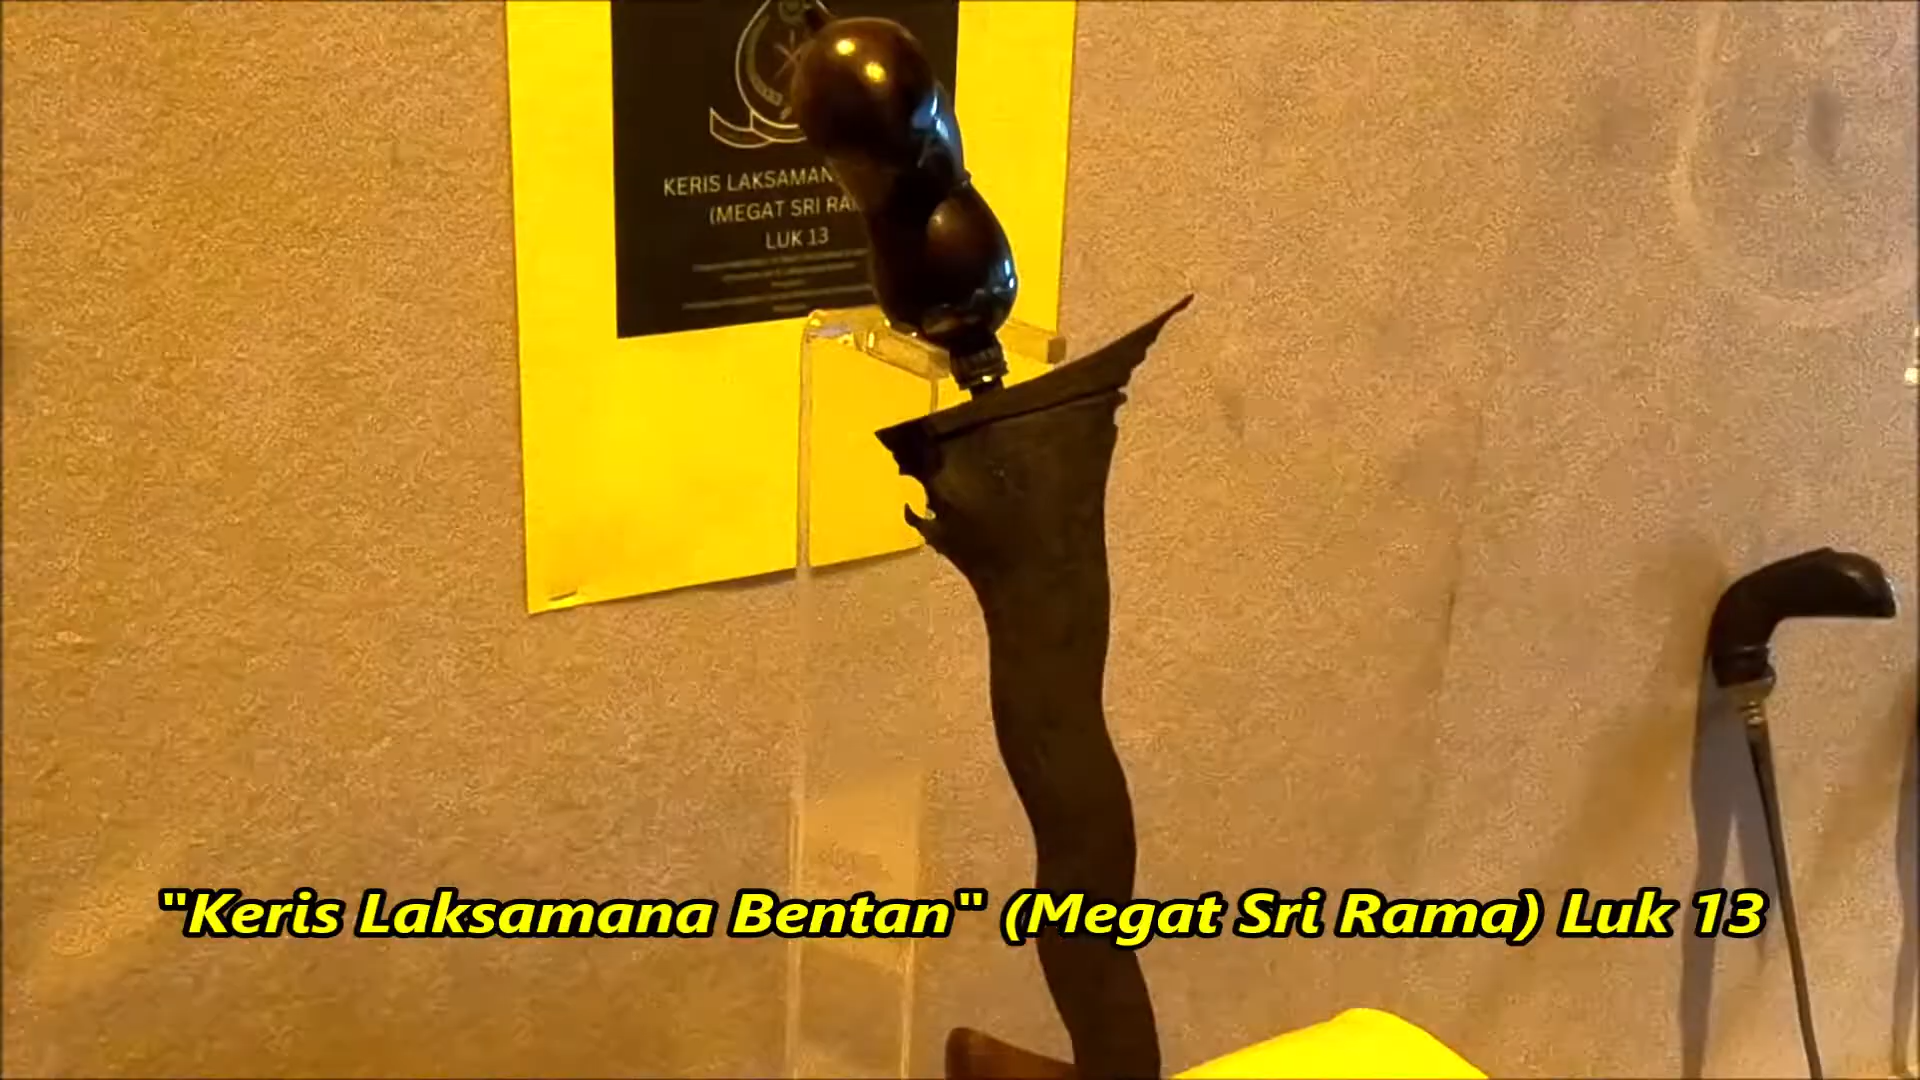 KERIS LAKSAMAN
(MEGAT SRI RA
LUK 13
"Keris Laksamana Bentan" (Megat Sri Rama) Luk 13